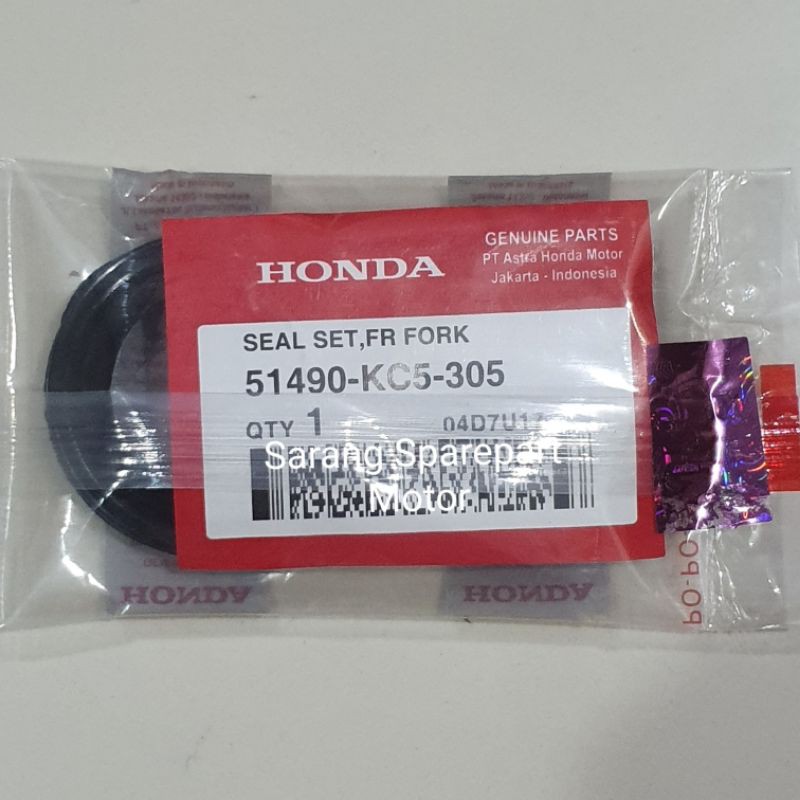 HONDA
GENUINE PARTS
PT Astra Honda Motor
Jakarta - Indonesia
SEAL SET,FR FORK
51490-KC5-305
QTY 1
04D7U17
Sarang Sparepart
Motor
HONDA
HONDA